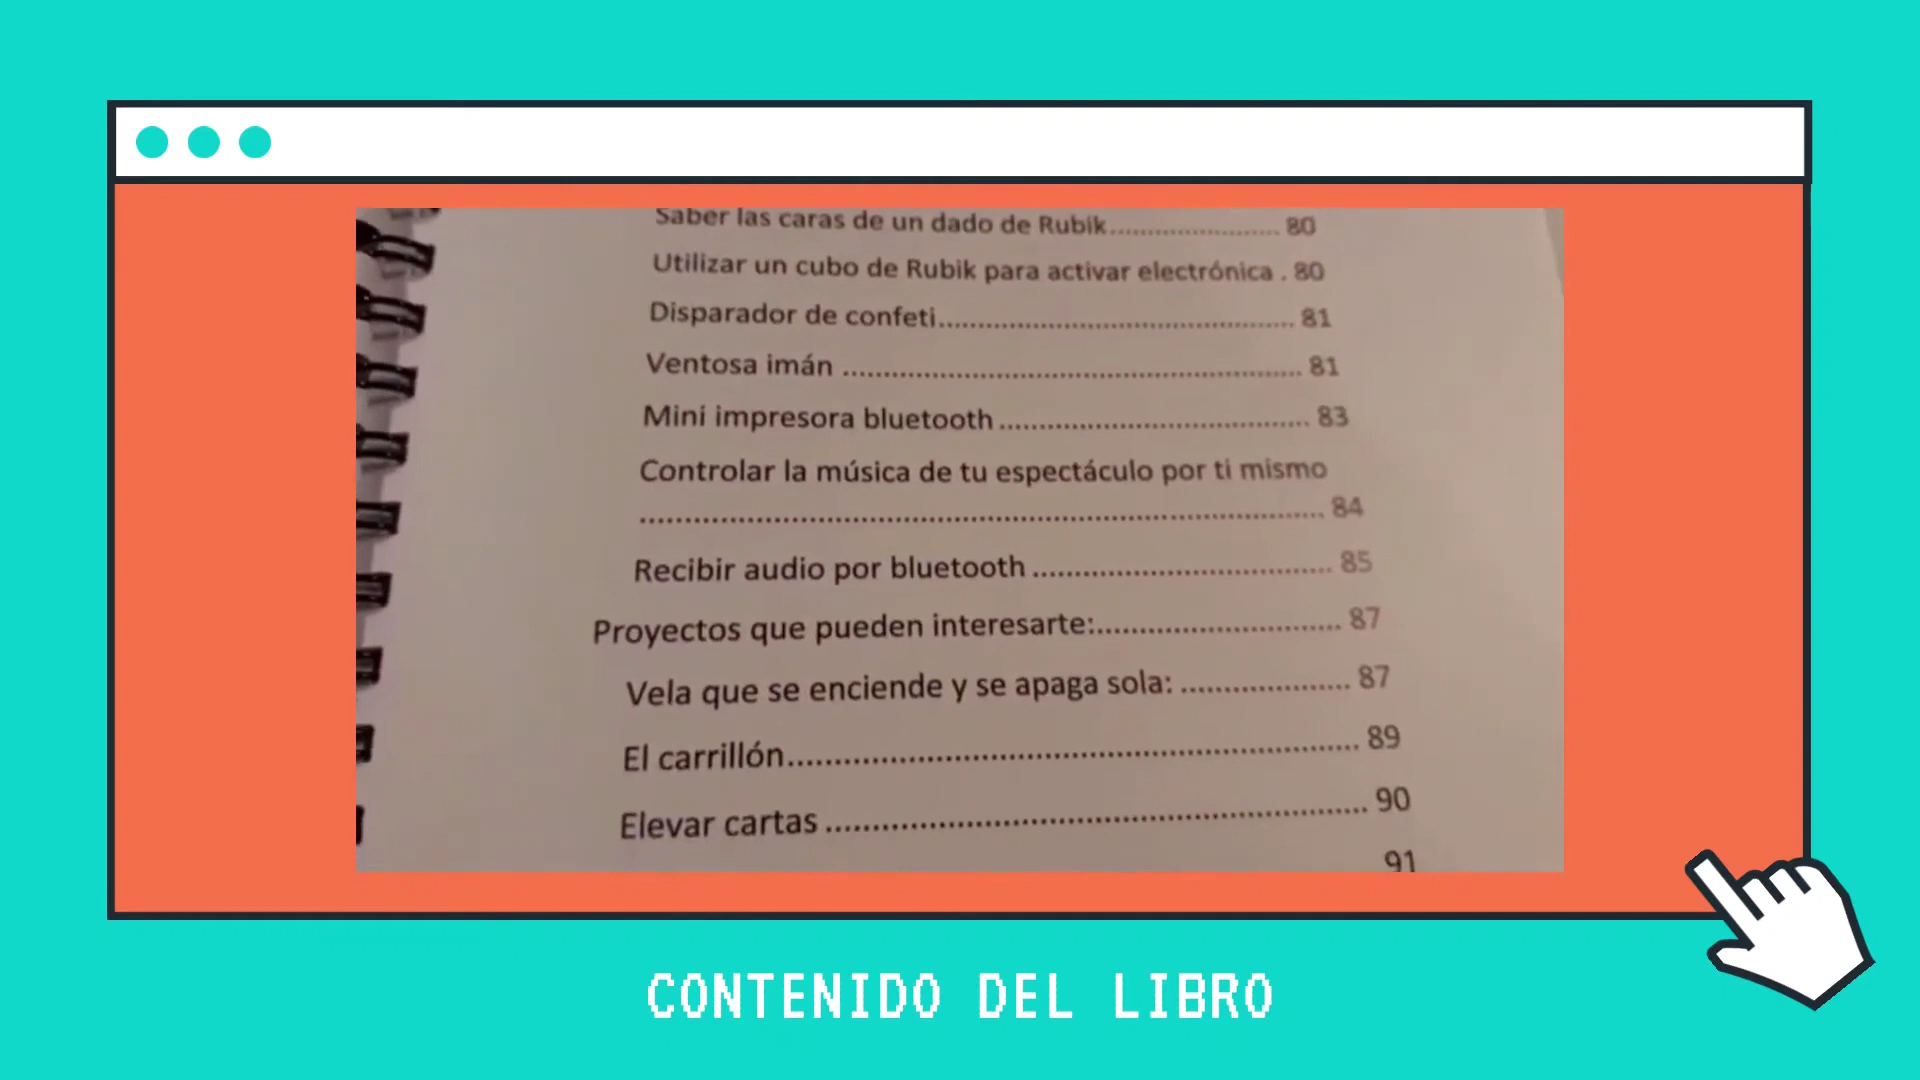 Saber las caras de un dado de Rubik...................... 80
Utilizar un cubo de Rubik para activar electrónica . 80
Disparador de confeti.............................................. 81
Ventosa imán .......................................................... 81
Mini impresora bluetooth ....................................... 83
Controlar la música de tu espectáculo por ti mismo
............................................................................ 84
Recibir audio por bluetooth .................................. 85
Proyectos que pueden interesarte:........................... 87
Vela que se enciende y se apaga sola: ................... 87
El carrillón............................................................. 89
Elevar cartas ......................................................... 90
91
CONTENIDO DEL LIBRO